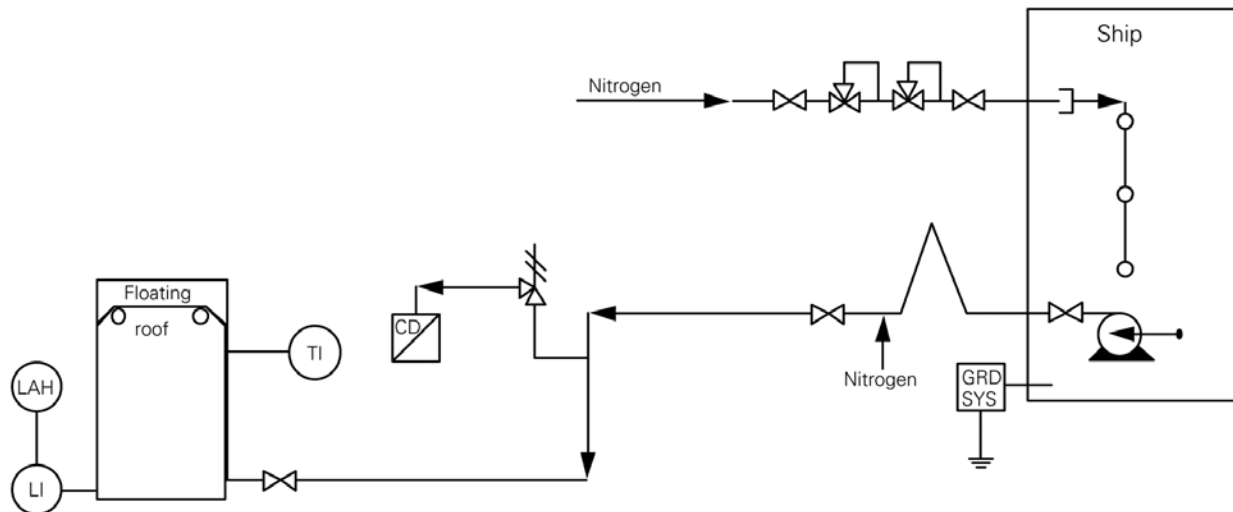 Ship
Nitrogen
Floating
roof
CD
TI
Nitrogen
GRD
SYS
LAH
LI